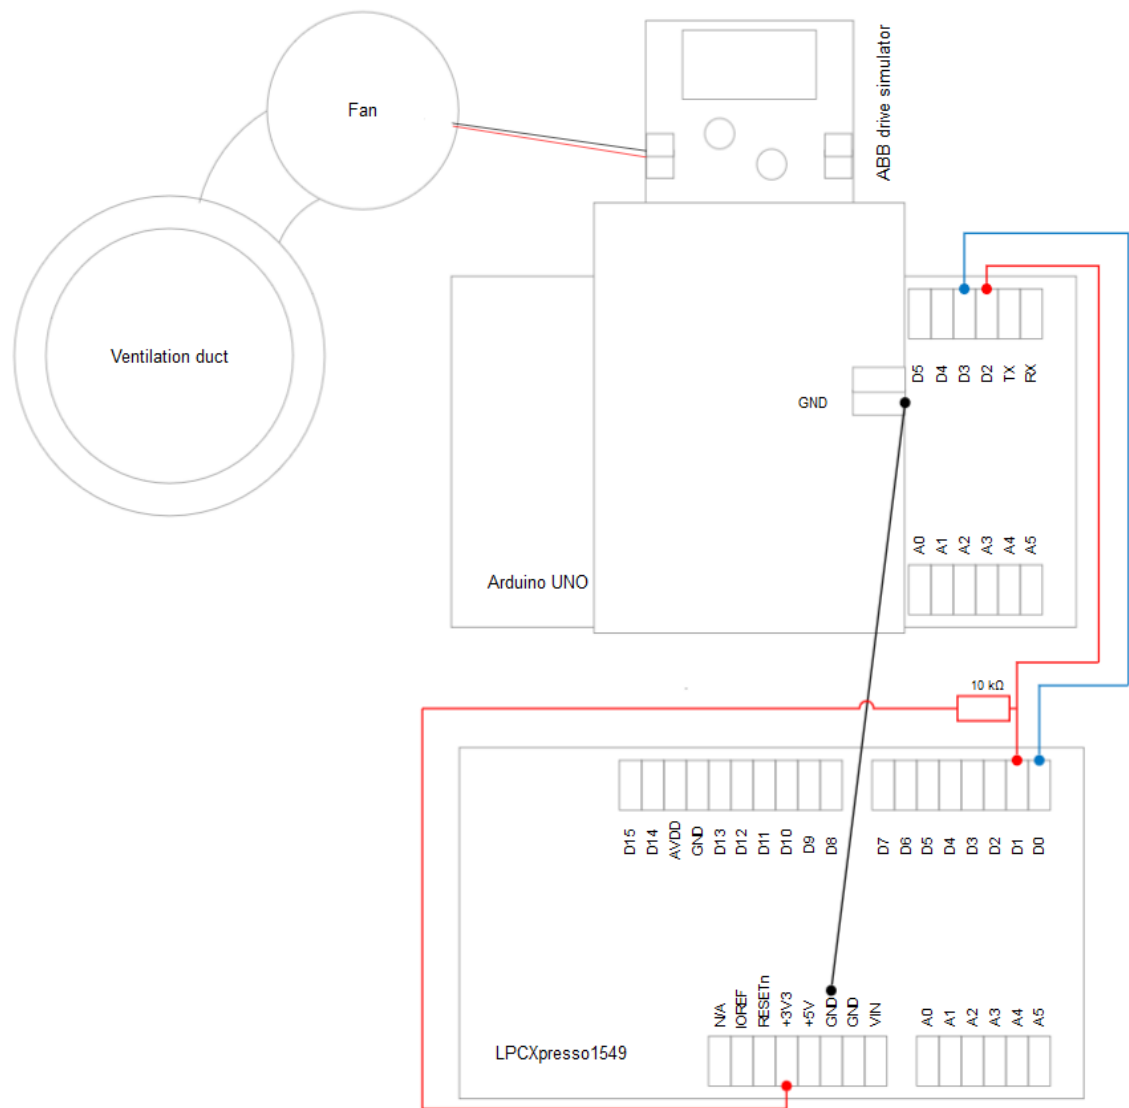 Fan
ABB drive simulator
Ventilation duct
D5
D4
D3
D2
TX
RX
GND
A0
A1
A2
A3
A4
A5
Arduino UNO
10 kΩ
D15
D14
AVDD
GND
D13
D12
D11
D10
D9
D8
D7
D6
D5
D4
D3
D2
D1
D0
N/A
IOREF
RESETn
+3V3
+5V
GND
GND
VIN
A0
A1
A2
A3
A4
A5
LPCXpresso1549